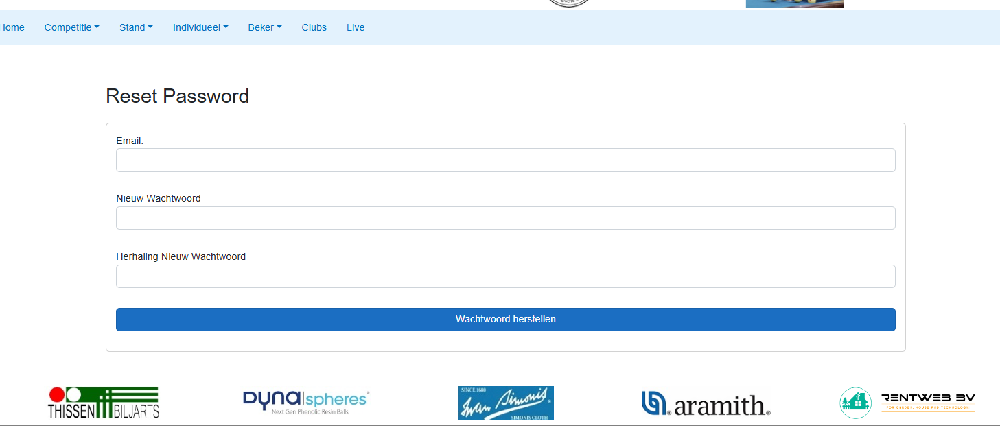 Home Competitie Stand Individueel Beker Clubs Live
Reset Password
Email:
Nieuw Wachtwoord
Herhaling Nieuw Wachtwoord
Wachtwoord herstellen
THISSEN BILJARTS
Dyna|spheres®
Next Gen Phenolic Resin Balls
SINCE 1680
Iwan Simonis®
SIMONIS CLOTH
aramith®
RENTWEB BV
FOR GARDEN, HOUSE AND TECHNOLOGY